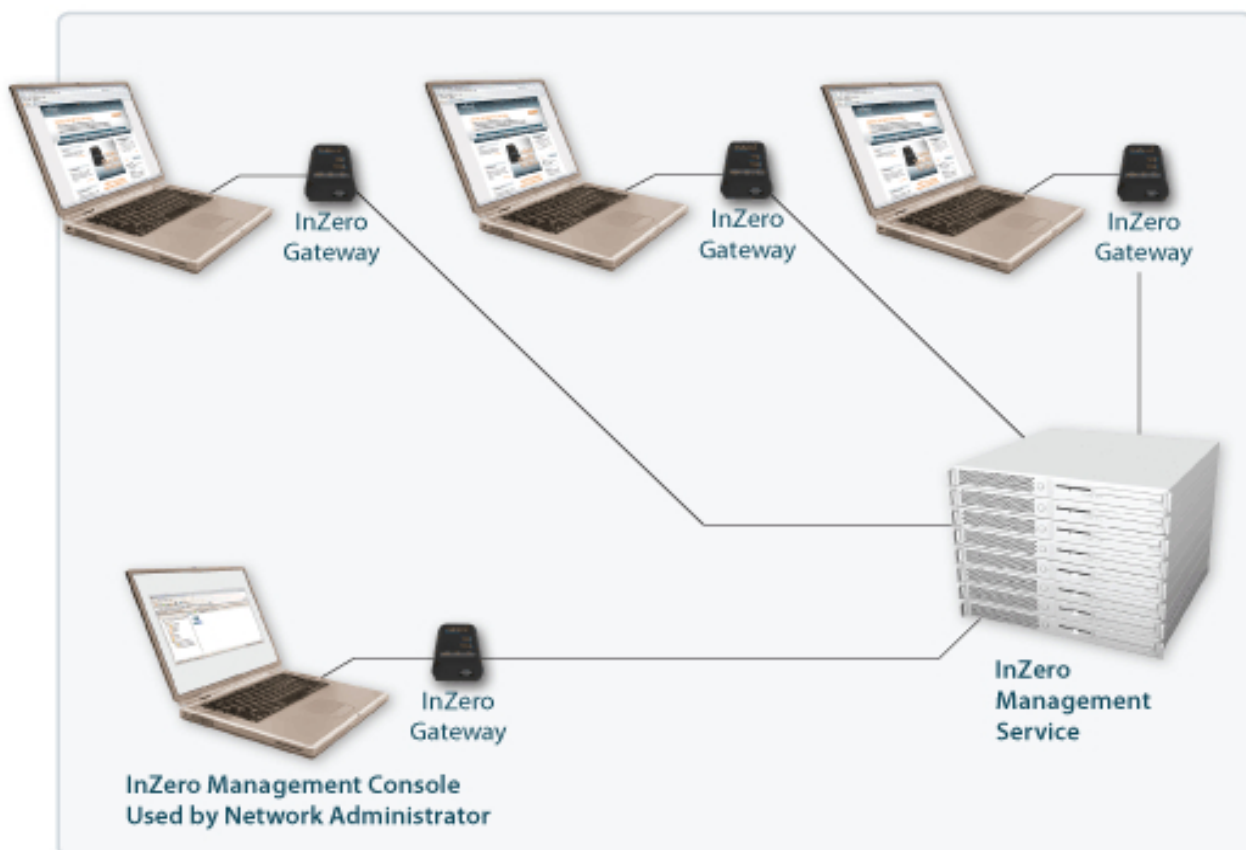 InZero
Gateway
InZero
Gateway
InZero
Gateway
InZero
Gateway
InZero
Management
Service
InZero Management Console
Used by Network Administrator